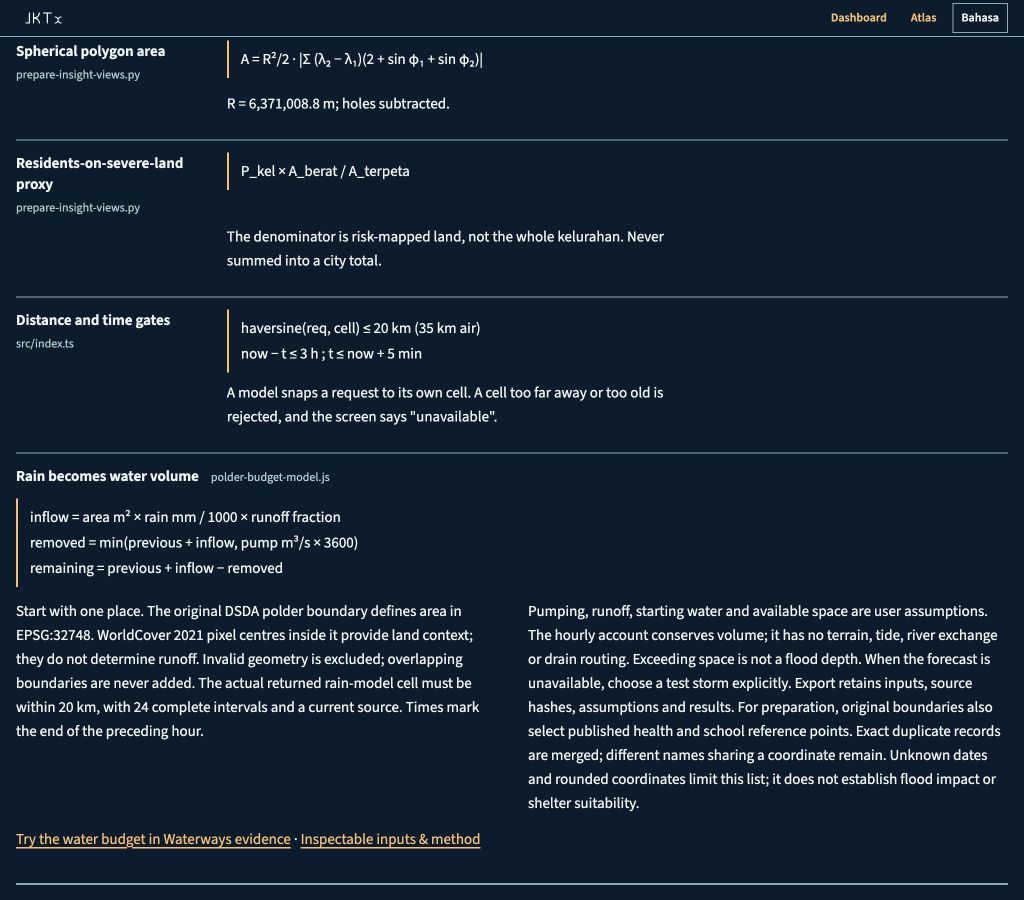 JKTx
Dashboard Atlas Bahasa
Spherical polygon area
prepare-insight-views.py
A = R²/2 · |Σ (λ₂ − λ₁)(2 + sin φ₁ + sin φ₂)|
R = 6,371,008.8 m; holes subtracted.
Residents-on-severe-land
proxy
prepare-insight-views.py
P_kel × A_berat / A_terpeta
The denominator is risk-mapped land, not the whole kelurahan. Never
summed into a city total.
Distance and time gates
src/index.ts
haversine(req, cell) ≤ 20 km (35 km air)
now − t ≤ 3 h ; t ≤ now + 5 min
A model snaps a request to its own cell. A cell too far away or too old is
rejected, and the screen says "unavailable".
Rain becomes water volume polder-budget-model.js
inflow = area m² × rain mm / 1000 × runoff fraction
removed = min(previous + inflow, pump m³/s × 3600)
remaining = previous + inflow − removed
Start with one place. The original DSDA polder boundary defines area in
EPSG:32748. WorldCover 2021 pixel centres inside it provide land context;
they do not determine runoff. Invalid geometry is excluded; overlapping
boundaries are never added. The actual returned rain-model cell must be
within 20 km, with 24 complete intervals and a current source. Times mark
the end of the preceding hour.
Pumping, runoff, starting water and available space are user assumptions.
The hourly account conserves volume; it has no terrain, tide, river exchange
or drain routing. Exceeding space is not a flood depth. When the forecast is
unavailable, choose a test storm explicitly. Export retains inputs, source
hashes, assumptions and results. For preparation, original boundaries also
select published health and school reference points. Exact duplicate records
are merged; different names sharing a coordinate remain. Unknown dates
and rounded coordinates limit this list; it does not establish flood impact or
shelter suitability.
Try the water budget in Waterways evidence · Inspectable inputs & method